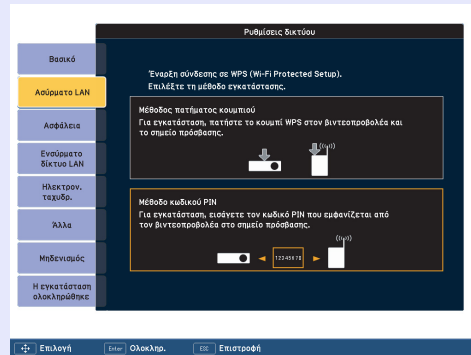 Ρυθμίσεις δικτύου
Βασικό
Ασύρματο LAN
Ασφάλεια
Ενσύρματο
δίκτυο LAN
Ηλεκτρον.
ταχυδρ.
Άλλα
Μηδενισμός
Η εγκατάσταση
ολοκληρώθηκε
Έναρξη σύνδεσης σε WPS (Wi-Fi Protected Setup).
Επιλέξτε τη μέθοδο εγκατάστασης.
Μέθοδος πατήματος κουμπιού
Για εγκατάσταση, πατήστε το κουμπί WPS στον βιντεοπροβολέα και
το σημείο πρόσβασης.
Μέθοδο κωδικού PIN
Για εγκατάσταση, εισάγετε τον κωδικό PIN που εμφανίζεται από
τον βιντεοπροβολέα στο σημείο πρόσβασης.
12345678
Επιλογή Enter Ολοκληρ. ESC Επιστροφή